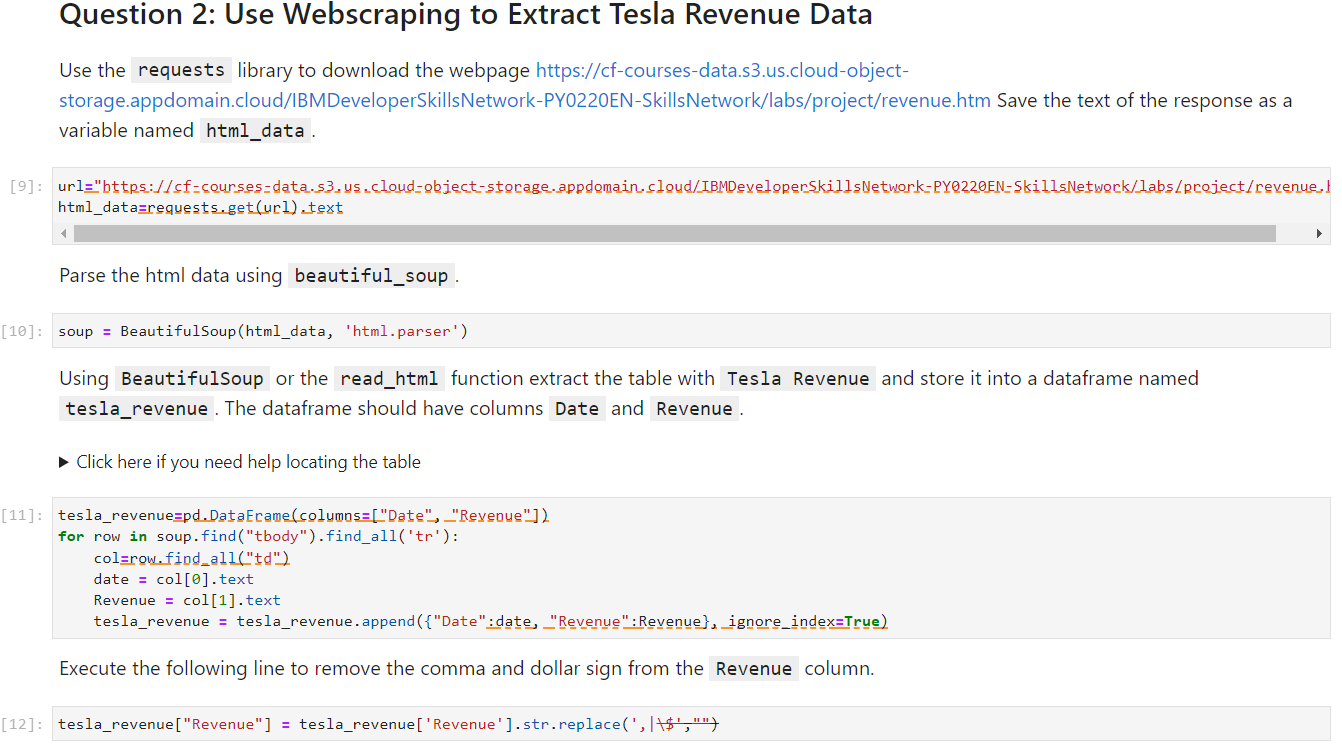 Question 2: Use Webscraping to Extract Tesla Revenue Data
Use the requests library to download the webpage https://cf-courses-data.s3.us.cloud-object-
storage.appdomain.cloud/IBMDeveloperSkillsNetwork-PY0220EN-SkillsNetwork/labs/project/revenue.htm Save the text of the response as a
variable named html_data.
[9]: url="https://cf-courses-data.s3.us.cloud-object-storage.appdomain.cloud/IBMDeveloperSkillsNetwork-PY0220EN-SkillsNetwork/labs/project/revenue.h
html_data=requests.get(url).text
Parse the html data using beautiful_soup.
[10]: soup = BeautifulSoup(html_data, 'html.parser')
Using BeautifulSoup or the read_html function extract the table with Tesla Revenue and store it into a dataframe named
tesla_revenue. The dataframe should have columns Date and Revenue.
Click here if you need help locating the table
[11]: tesla_revenue=pd.DataFrame(columns=["Date", "Revenue"])
for row in soup.find("tbody").find_all('tr'):
    col=row.find_all("td")
    date = col[0].text
    Revenue = col[1].text
    tesla_revenue = tesla_revenue.append({"Date":date, "Revenue":Revenue}, ignore_index=True)
Execute the following line to remove the comma and dollar sign from the Revenue column.
[12]: tesla_revenue["Revenue"] = tesla_revenue['Revenue'].str.replace(',|\$',"")